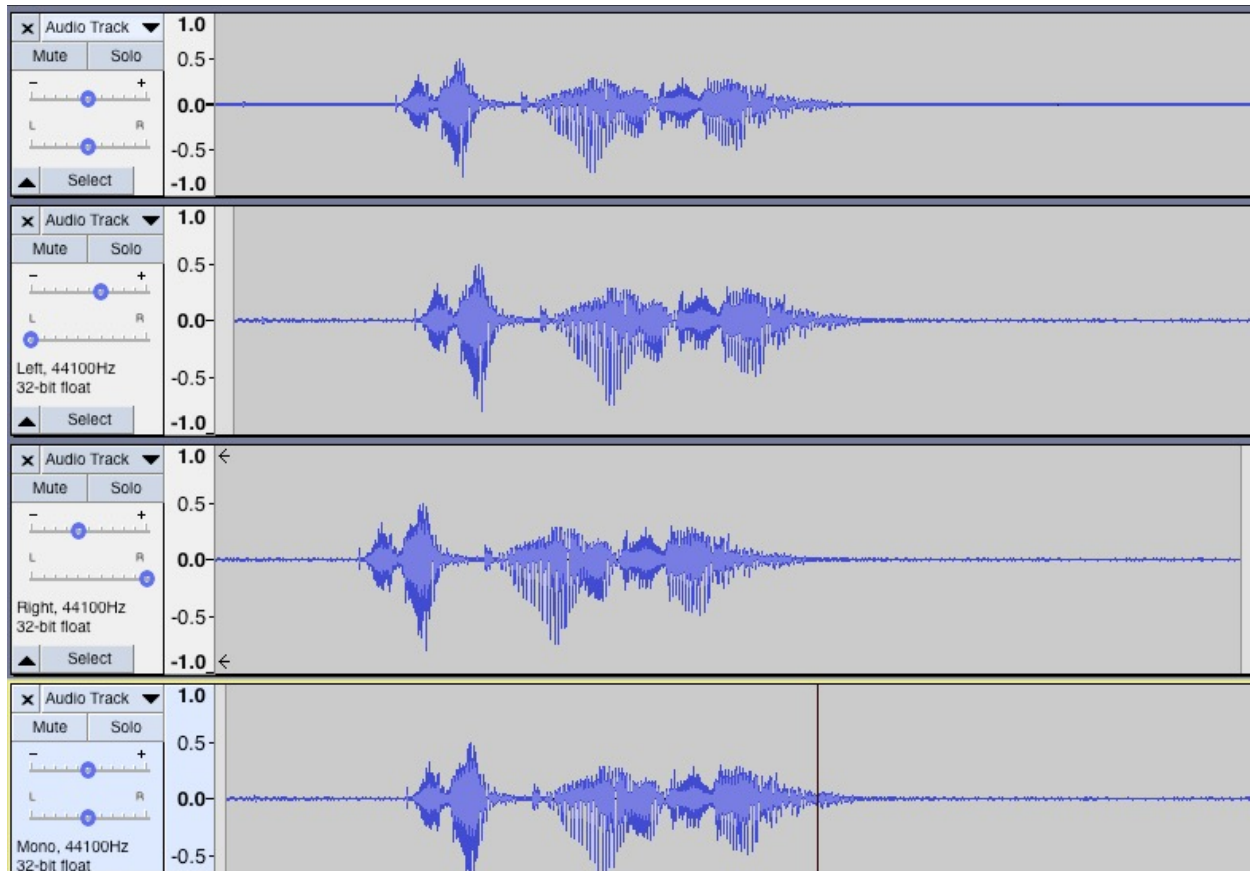 × Audio Track ▼ 1.0
Mute Solo 0.5-
- + 0.0-
L R -0.5-
▲ Select -1.0
× Audio Track ▼ 1.0
Mute Solo 0.5-
- +
L R 0.0-
Left, 44100Hz
32-bit float -0.5-
▲ Select -1.0
× Audio Track ▼ 1.0 ←
Mute Solo 0.5-
- +
L R 0.0-
Right, 44100Hz
32-bit float -0.5-
▲ Select -1.0 ←
× Audio Track ▼ 1.0
Mute Solo 0.5-
- +
L R 0.0-
Mono, 44100Hz
32-bit float -0.5-